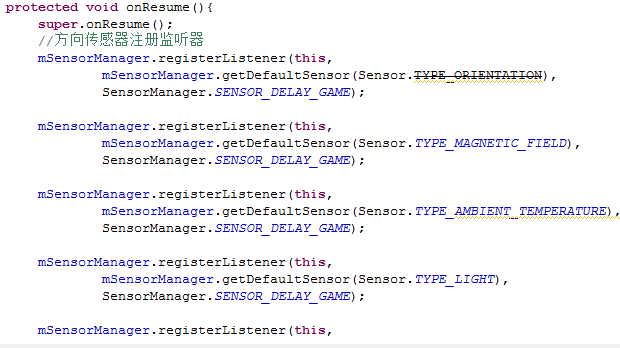 protected void onResume(){
super.onResume();
//方向传感器注册监听器
mSensorManager.registerListener(this,
mSensorManager.getDefaultSensor(Sensor.TYPE_ORIENTATION),
SensorManager.SENSOR_DELAY_GAME);
mSensorManager.registerListener(this,
mSensorManager.getDefaultSensor(Sensor.TYPE_MAGNETIC_FIELD),
SensorManager.SENSOR_DELAY_GAME);
mSensorManager.registerListener(this,
mSensorManager.getDefaultSensor(Sensor.TYPE_AMBIENT_TEMPERATURE),
SensorManager.SENSOR_DELAY_GAME);
mSensorManager.registerListener(this,
mSensorManager.getDefaultSensor(Sensor.TYPE_LIGHT),
SensorManager.SENSOR_DELAY_GAME);
mSensorManager.registerListener(this,